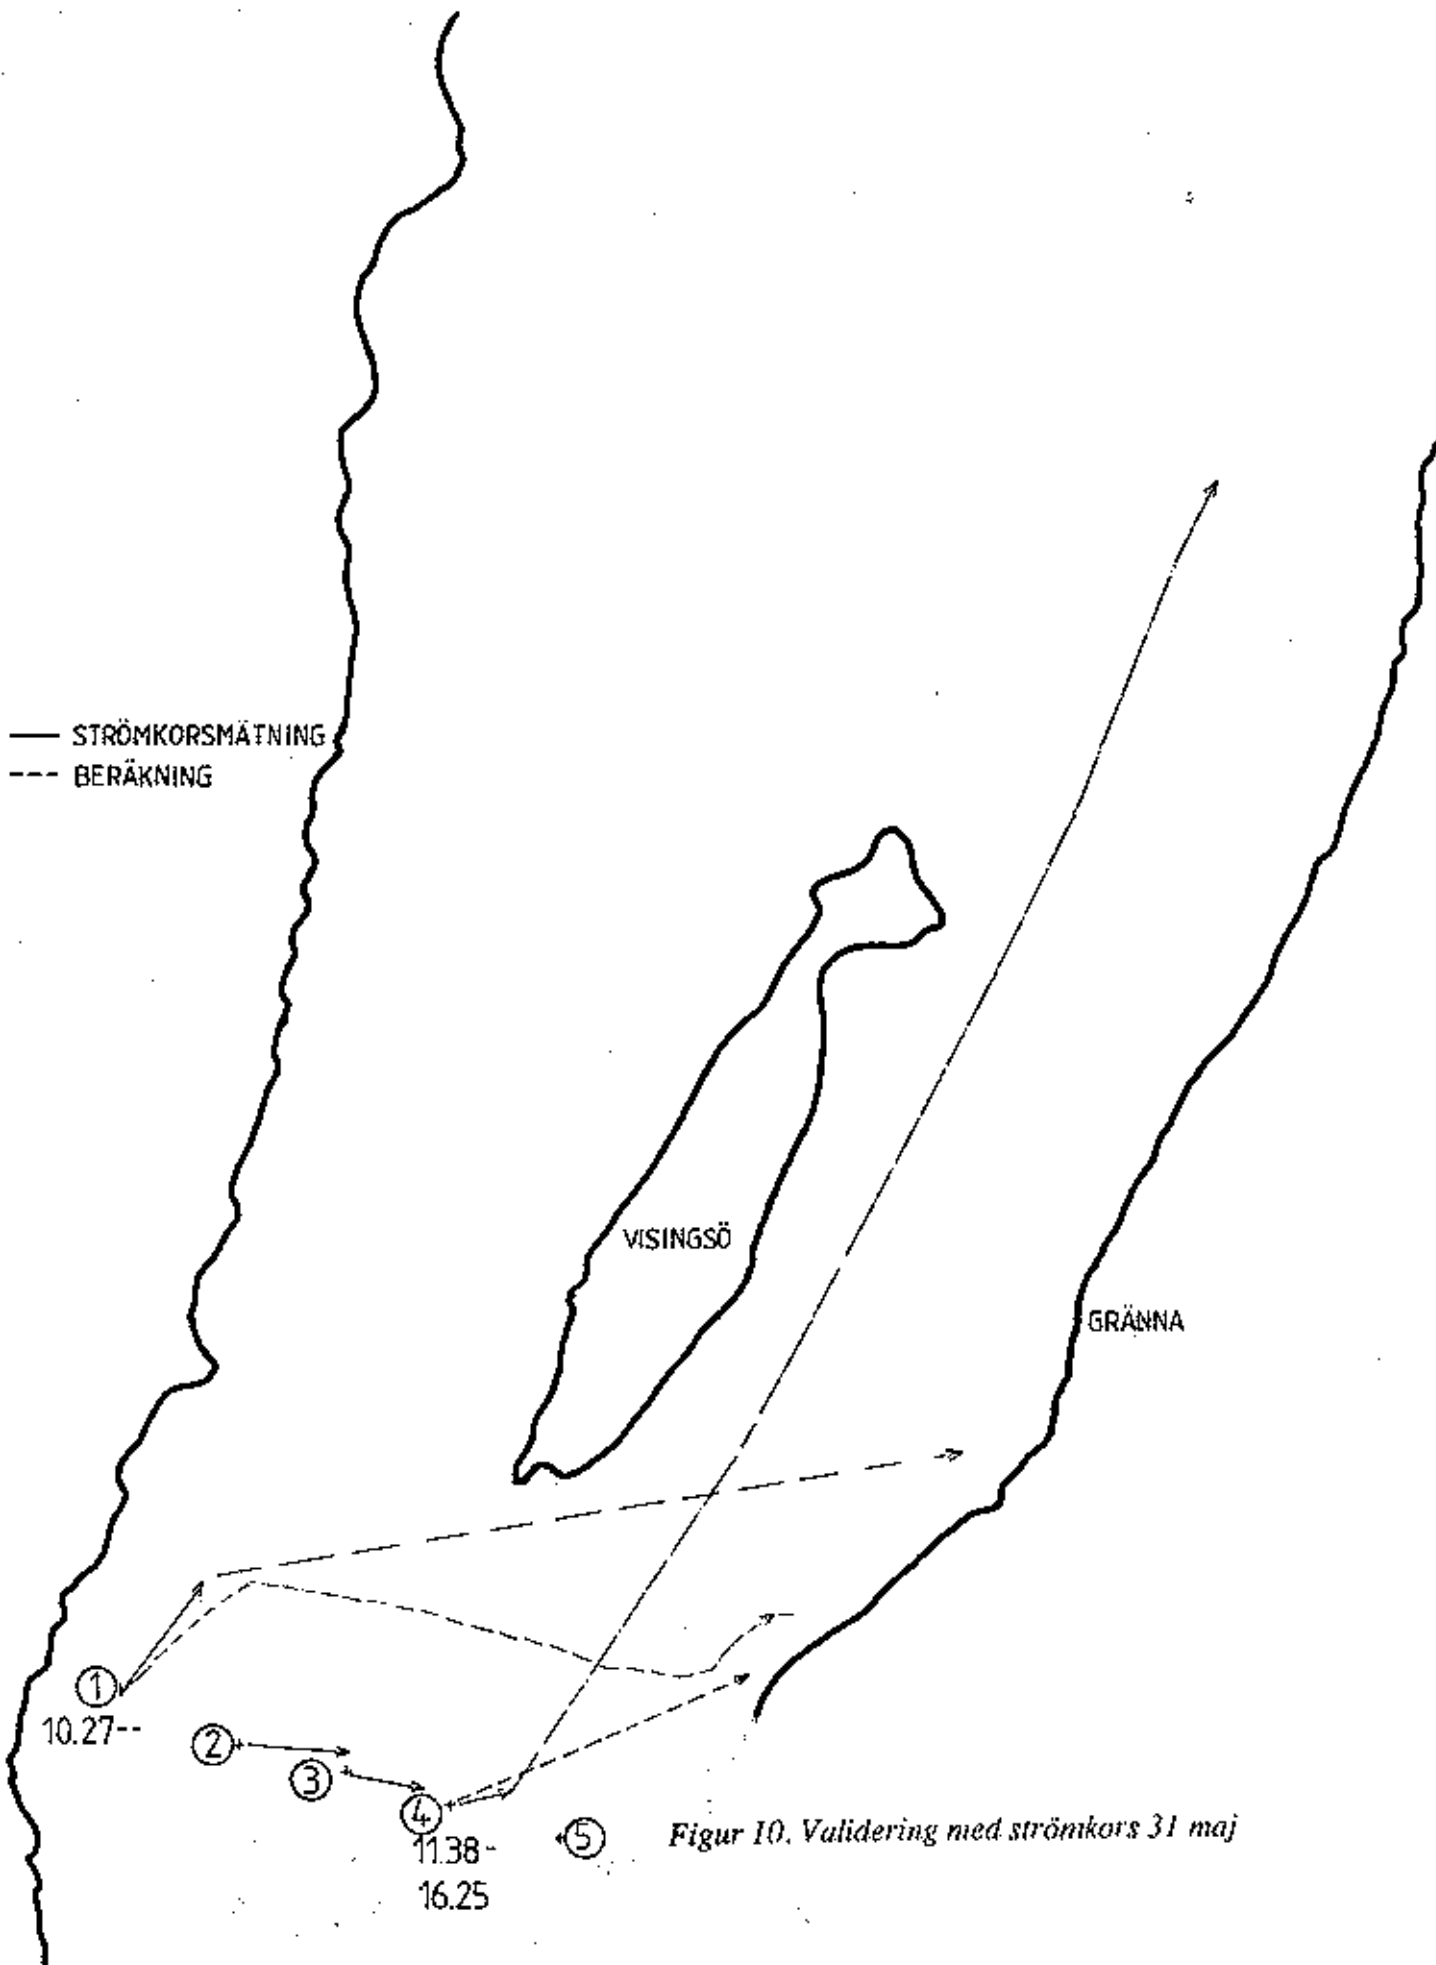 STRÖMKORSMÄTNING
BERÄKNING
VISINGSÖ
GRÄNNA
1
10.27--
2
3
4
11.38-
16.25
5
Figur 10. Validering med strömkors 31 maj